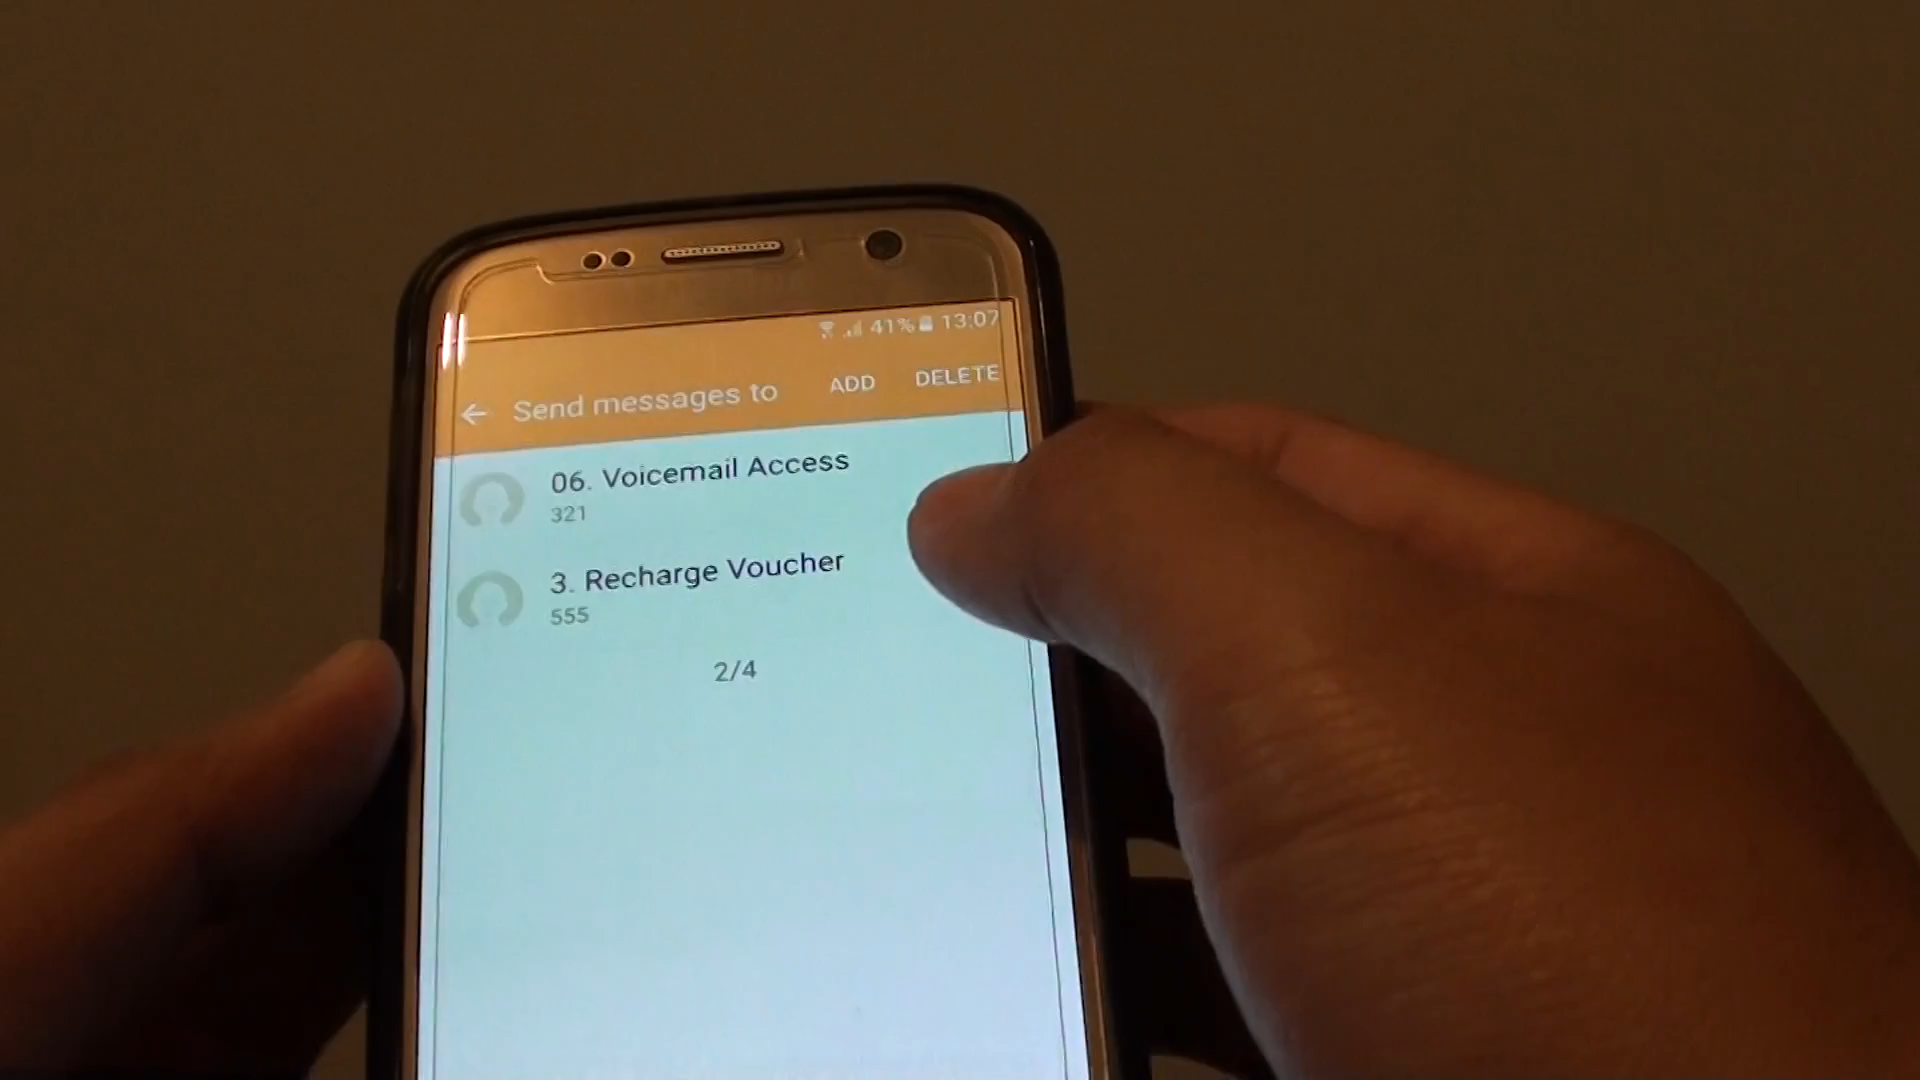 41% 13:07
Send messages to ADD DELETE
06. Voicemail Access
321
3. Recharge Voucher
555
2/4